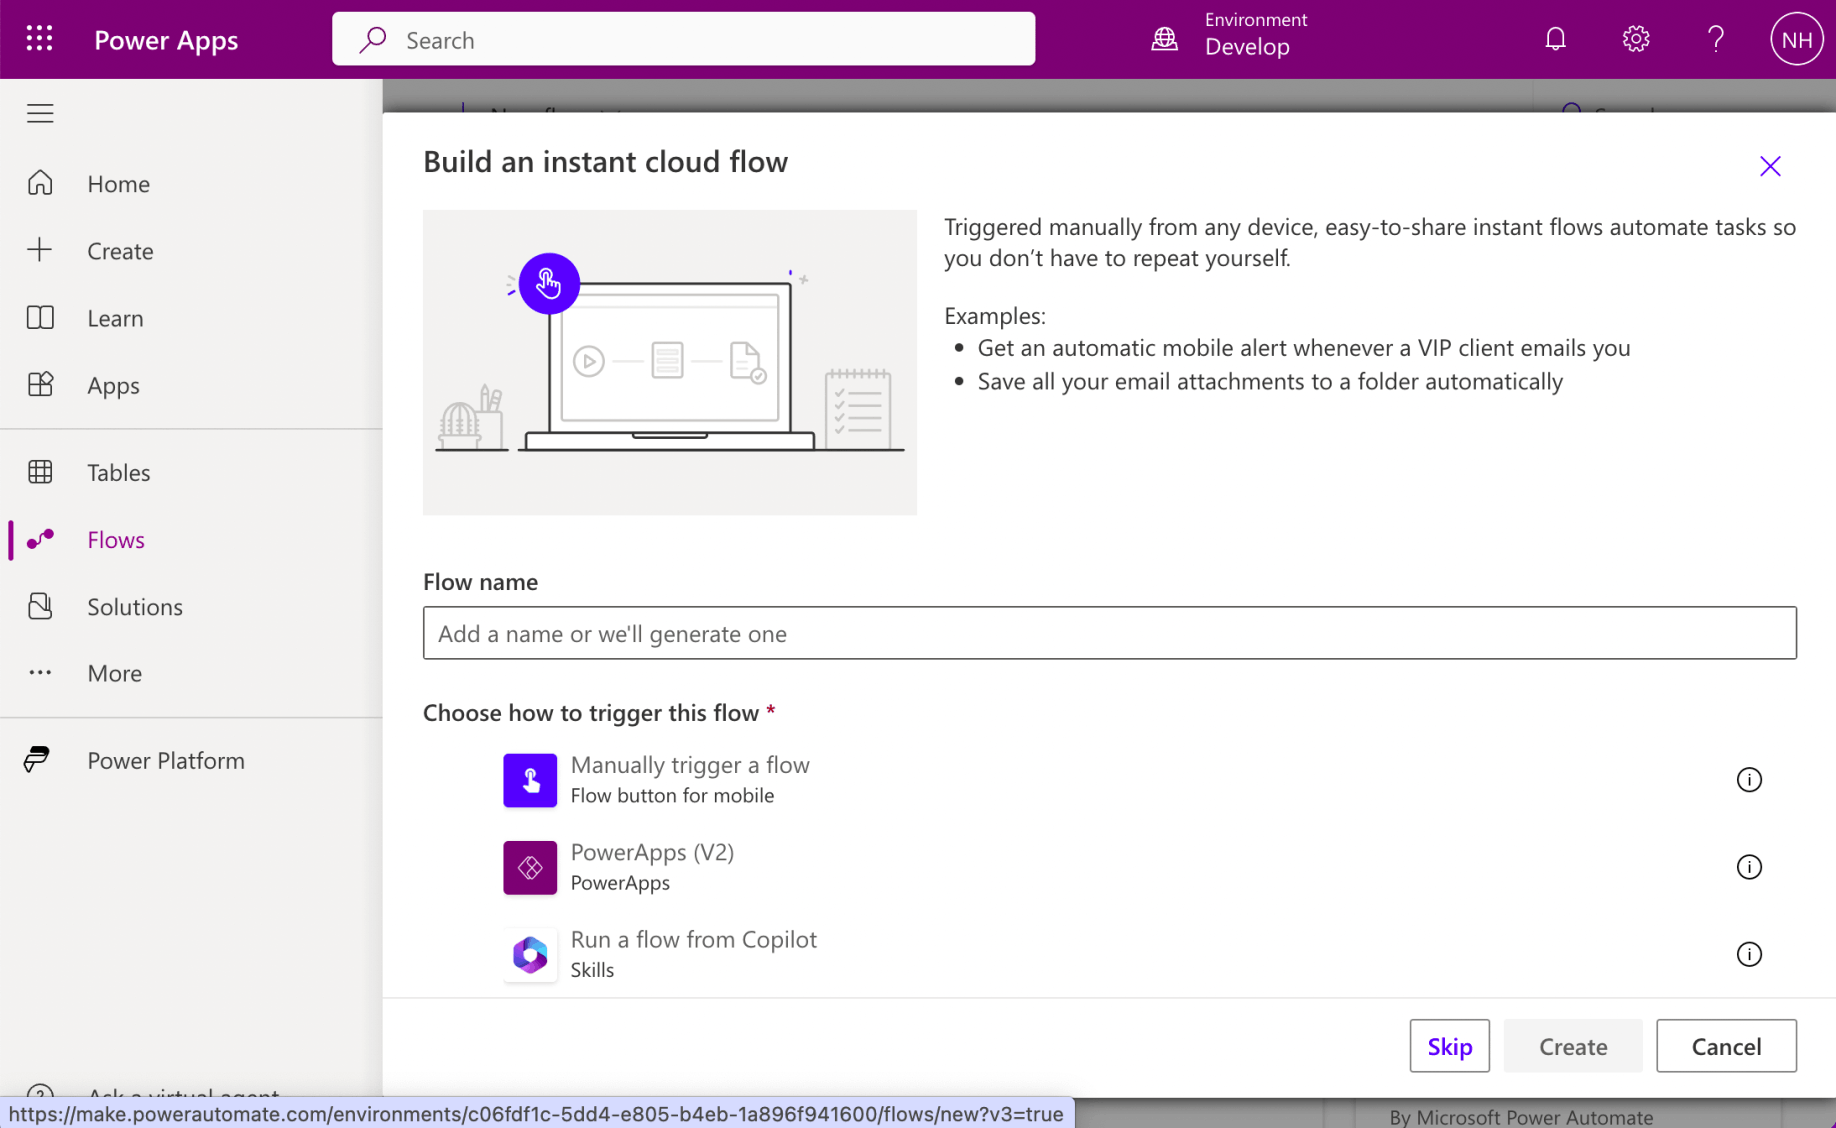 Power Apps
Search
Environment
Develop
NH
Home
Create
Learn
Apps
Tables
Flows
Solutions
More
Power Platform
Build an instant cloud flow
Triggered manually from any device, easy-to-share instant flows automate tasks so
you don’t have to repeat yourself.
Examples:
• Get an automatic mobile alert whenever a VIP client emails you
• Save all your email attachments to a folder automatically
Flow name
Add a name or we'll generate one
Choose how to trigger this flow *
Manually trigger a flow
Flow button for mobile
PowerApps (V2)
PowerApps
Run a flow from Copilot
Skills
Skip
Create
Cancel
Ask a virtual agent
https://make.powerautomate.com/environments/c06fdf1c-5dd4-e805-b4eb-1a896f941600/flows/new?v3=true
By Microsoft Power Automate